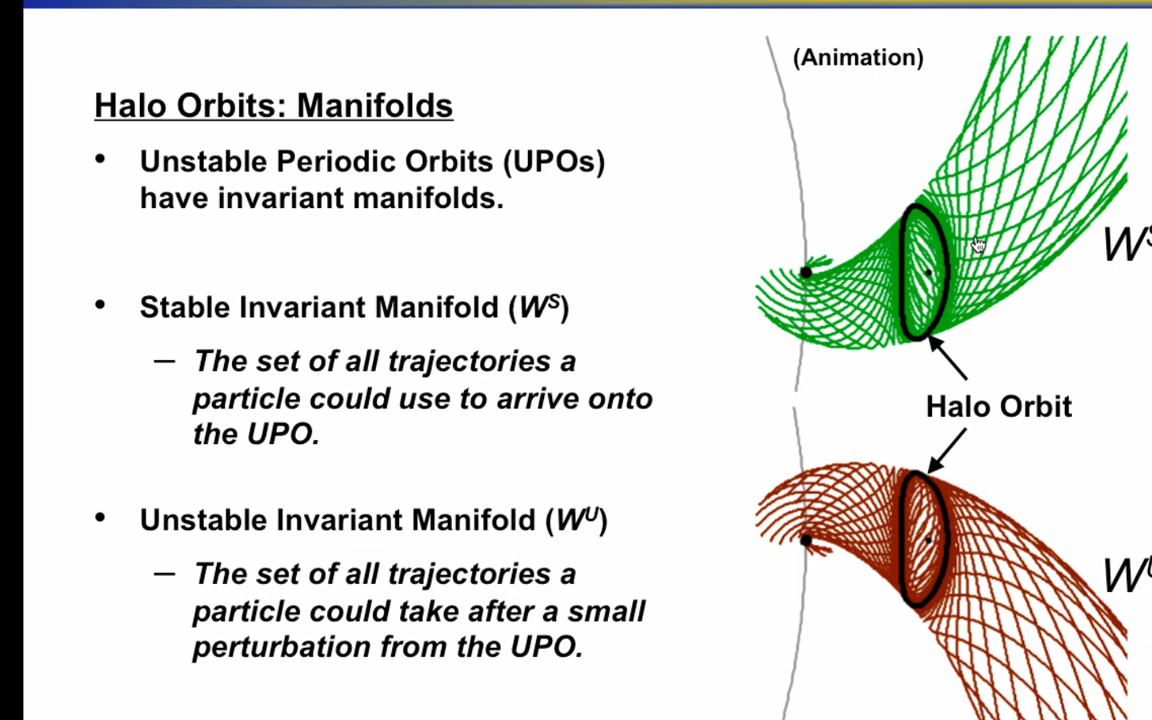 (Animation)
Halo Orbits: Manifolds
• Unstable Periodic Orbits (UPOs)
have invariant manifolds.
• Stable Invariant Manifold (Wˢ)
– The set of all trajectories a
particle could use to arrive onto
the UPO.
• Unstable Invariant Manifold (Wᵁ)
– The set of all trajectories a
particle could take after a small
perturbation from the UPO.
Wˢ
Halo Orbit
Wᵁ